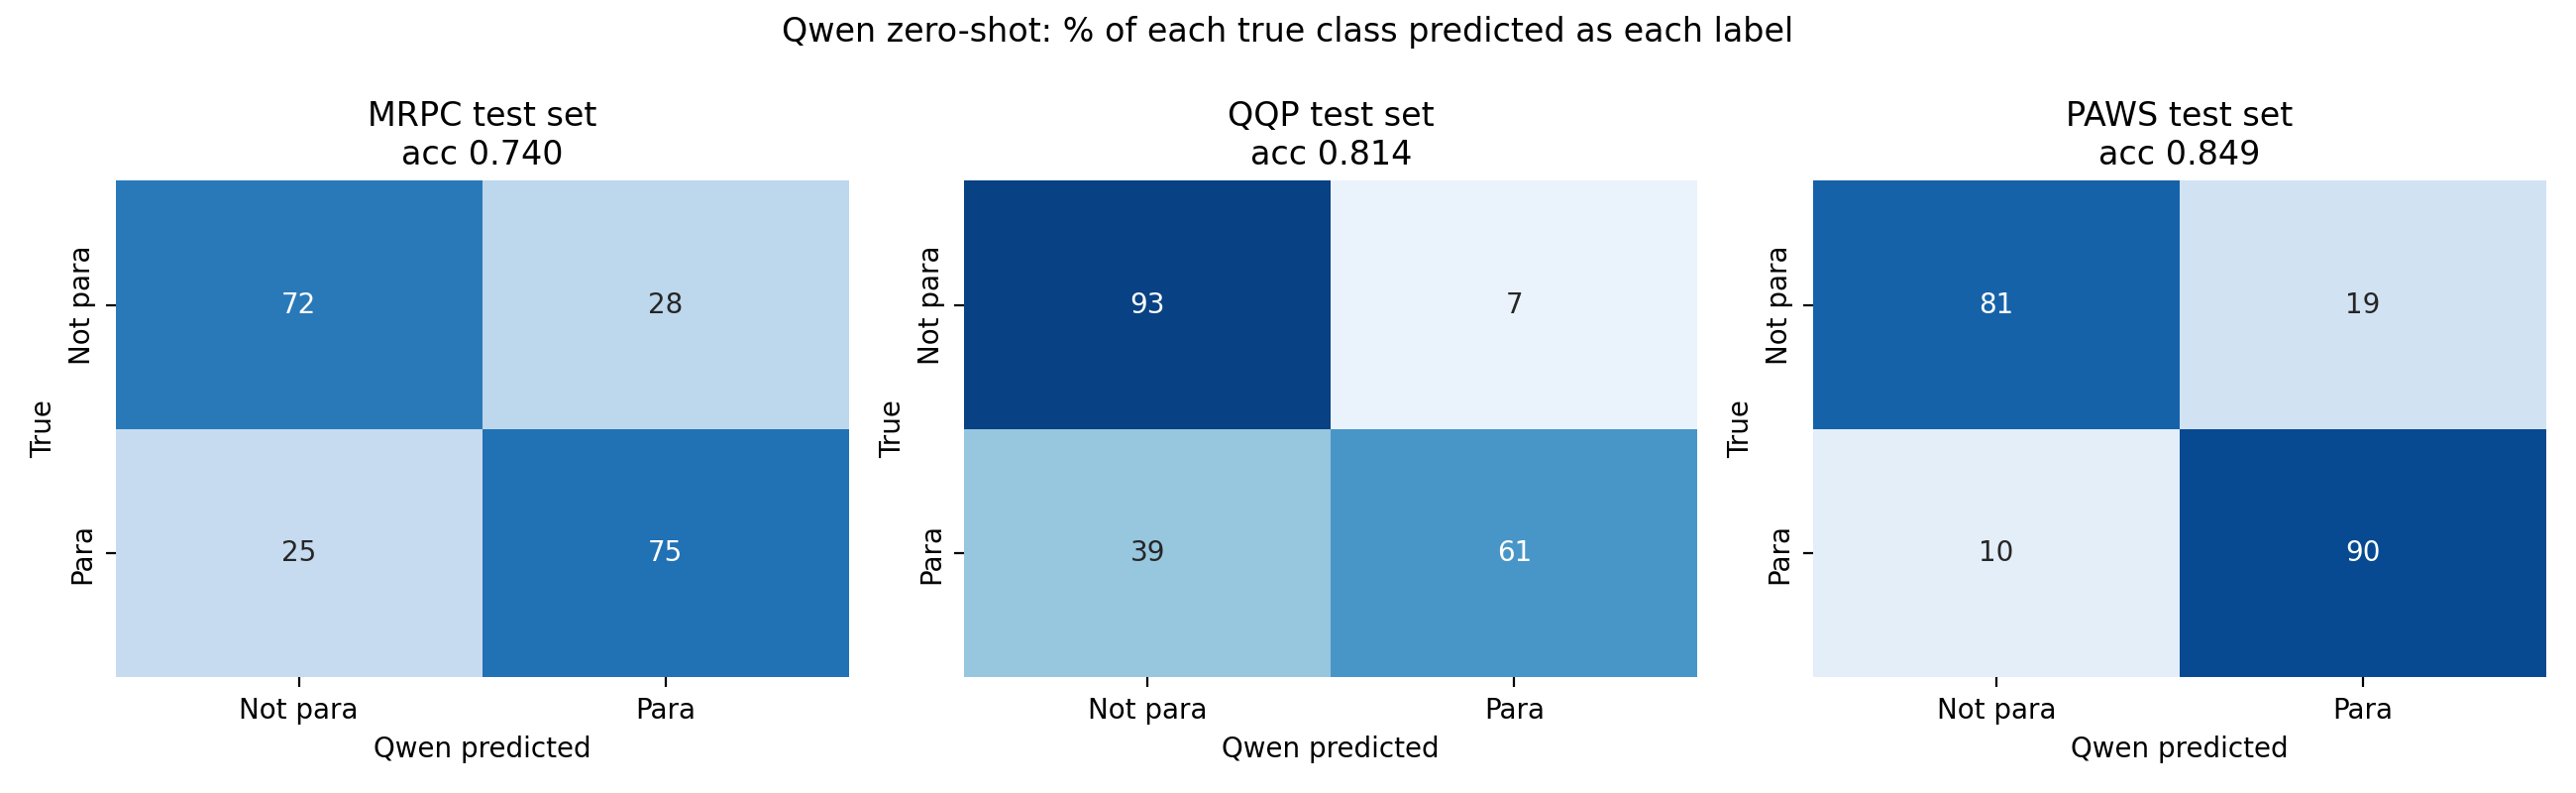 Qwen zero-shot: % of each true class predicted as each label
MRPC test set
acc 0.740
True
Not para
Para
72
28
25
75
Not para
Para
Qwen predicted
QQP test set
acc 0.814
True
Not para
Para
93
7
39
61
Not para
Para
Qwen predicted
PAWS test set
acc 0.849
True
Not para
Para
81
19
10
90
Not para
Para
Qwen predicted